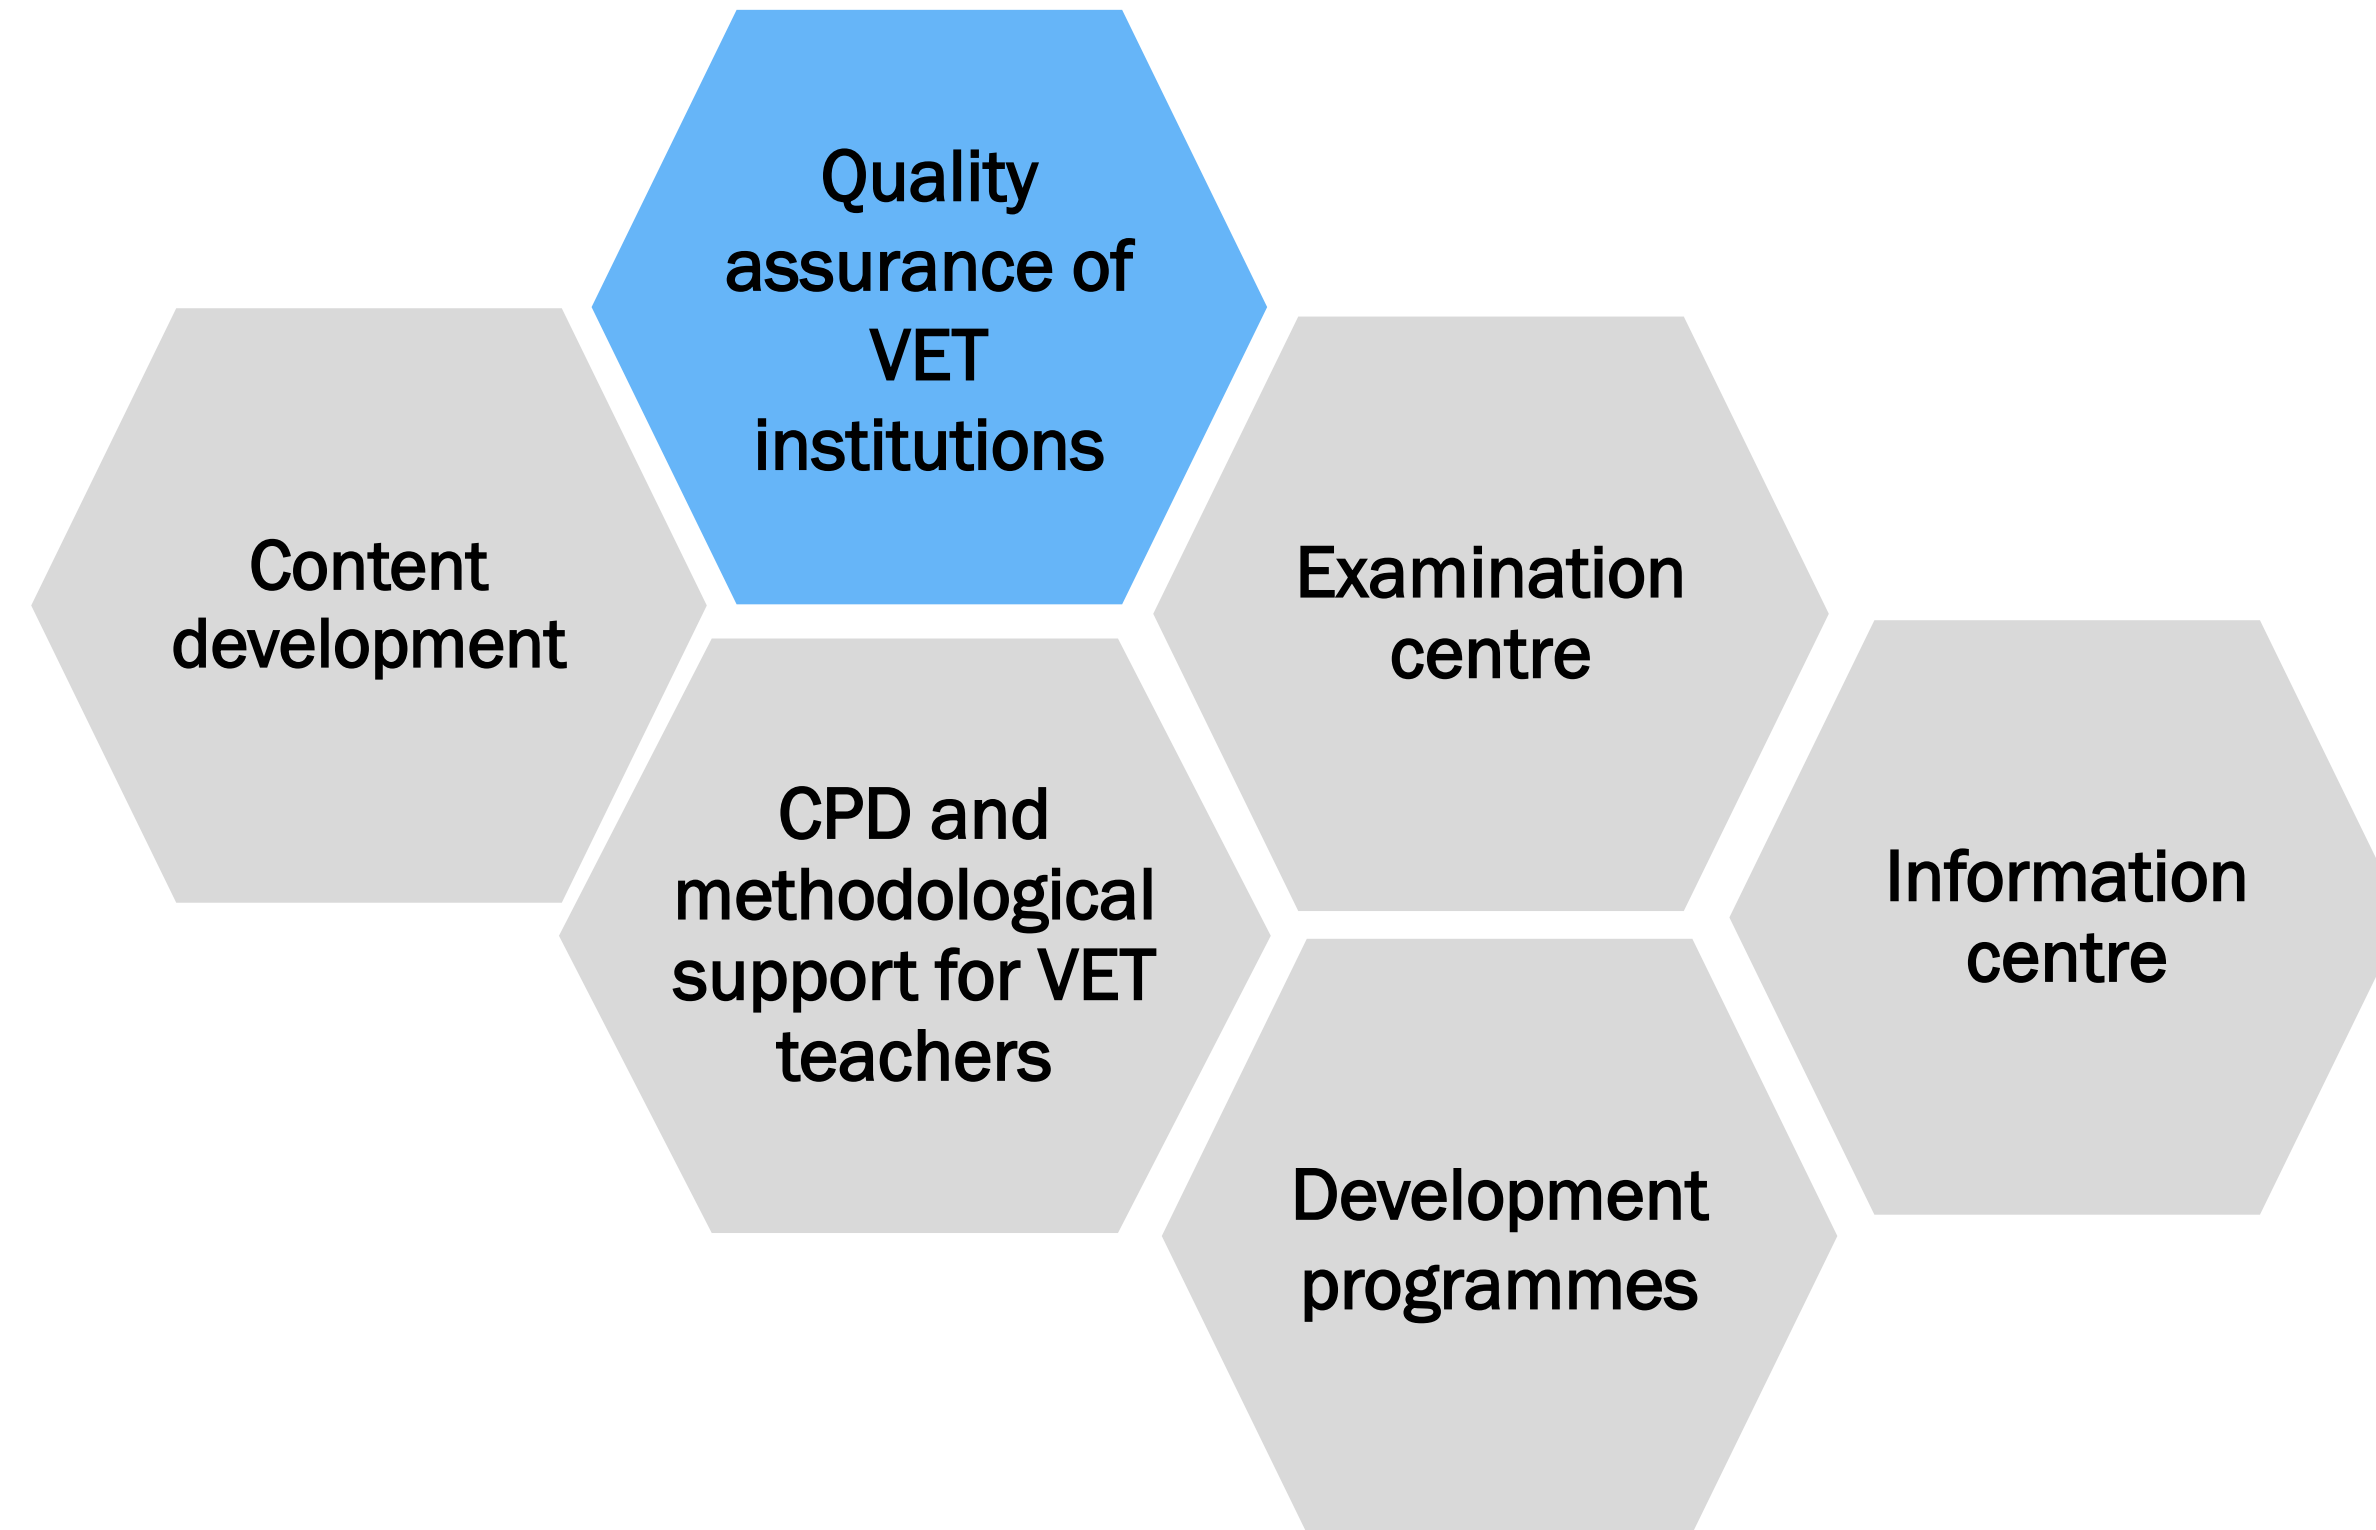 Quality
assurance of
VET
institutions
Content
development
Examination
centre
CPD and
methodological
support for VET
teachers
Information
centre
Development
programmes